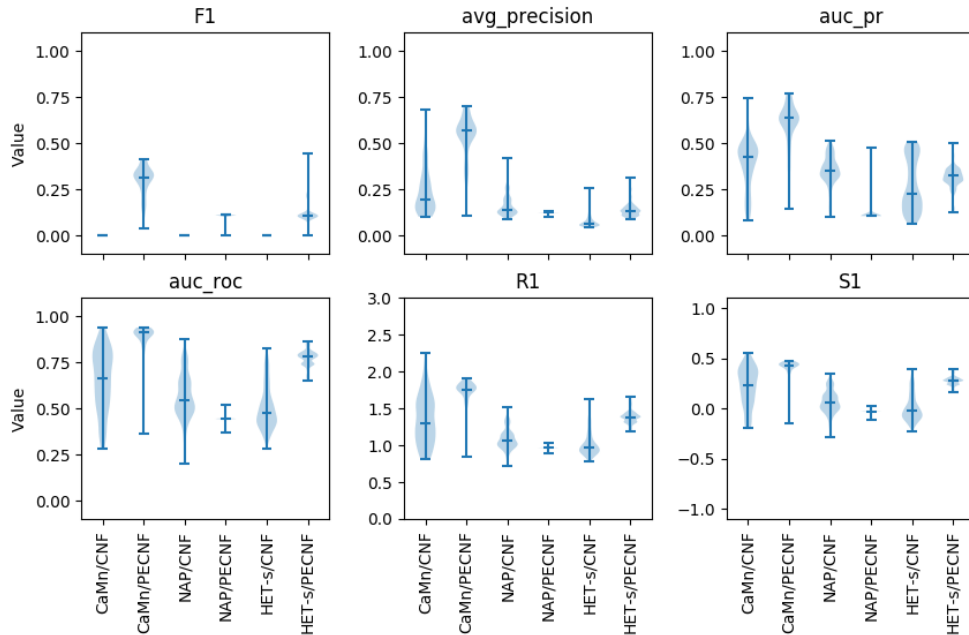 F1
avg_precision
auc_pr
Value
1.00
0.75
0.50
0.25
0.00
1.00
0.75
0.50
0.25
0.00
1.00
0.75
0.50
0.25
0.00
auc_roc
R1
S1
Value
1.00
0.75
0.50
0.25
0.00
3.0
2.5
2.0
1.5
1.0
0.5
0.0
1.0
0.5
0.0
−0.5
−1.0
CaMn/CNF
CaMn/PECNF
NAP/CNF
NAP/PECNF
HET-s/CNF
HET-s/PECNF
CaMn/CNF
CaMn/PECNF
NAP/CNF
NAP/PECNF
HET-s/CNF
HET-s/PECNF
CaMn/CNF
CaMn/PECNF
NAP/CNF
NAP/PECNF
HET-s/CNF
HET-s/PECNF